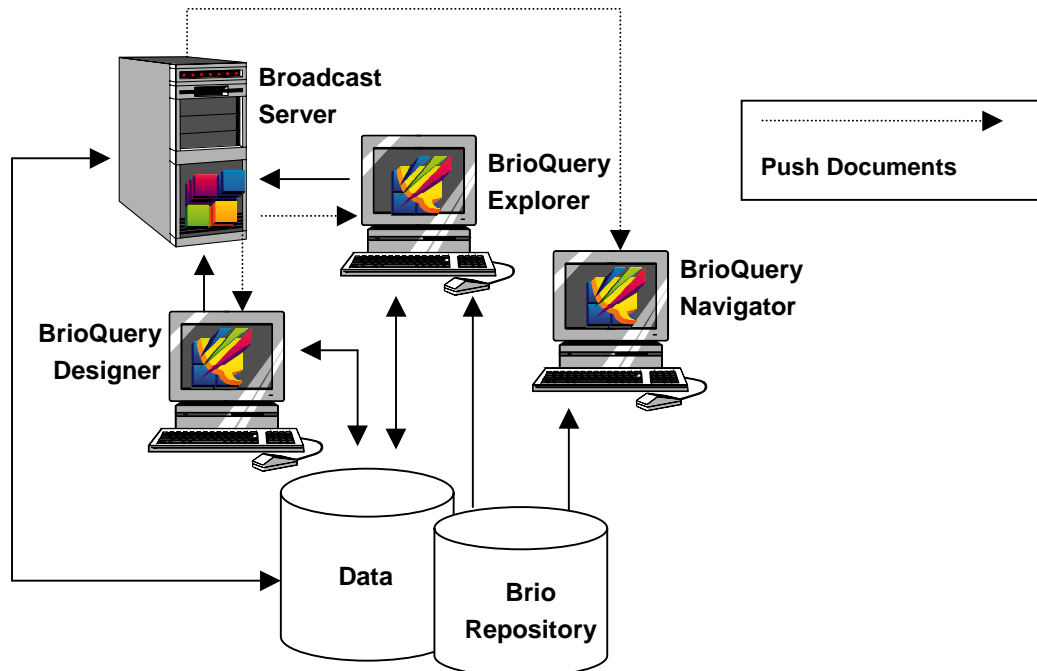 Broadcast
Server
BrioQuery
Explorer
Push Documents
BrioQuery
Navigator
BrioQuery
Designer
Data
Brio
Repository